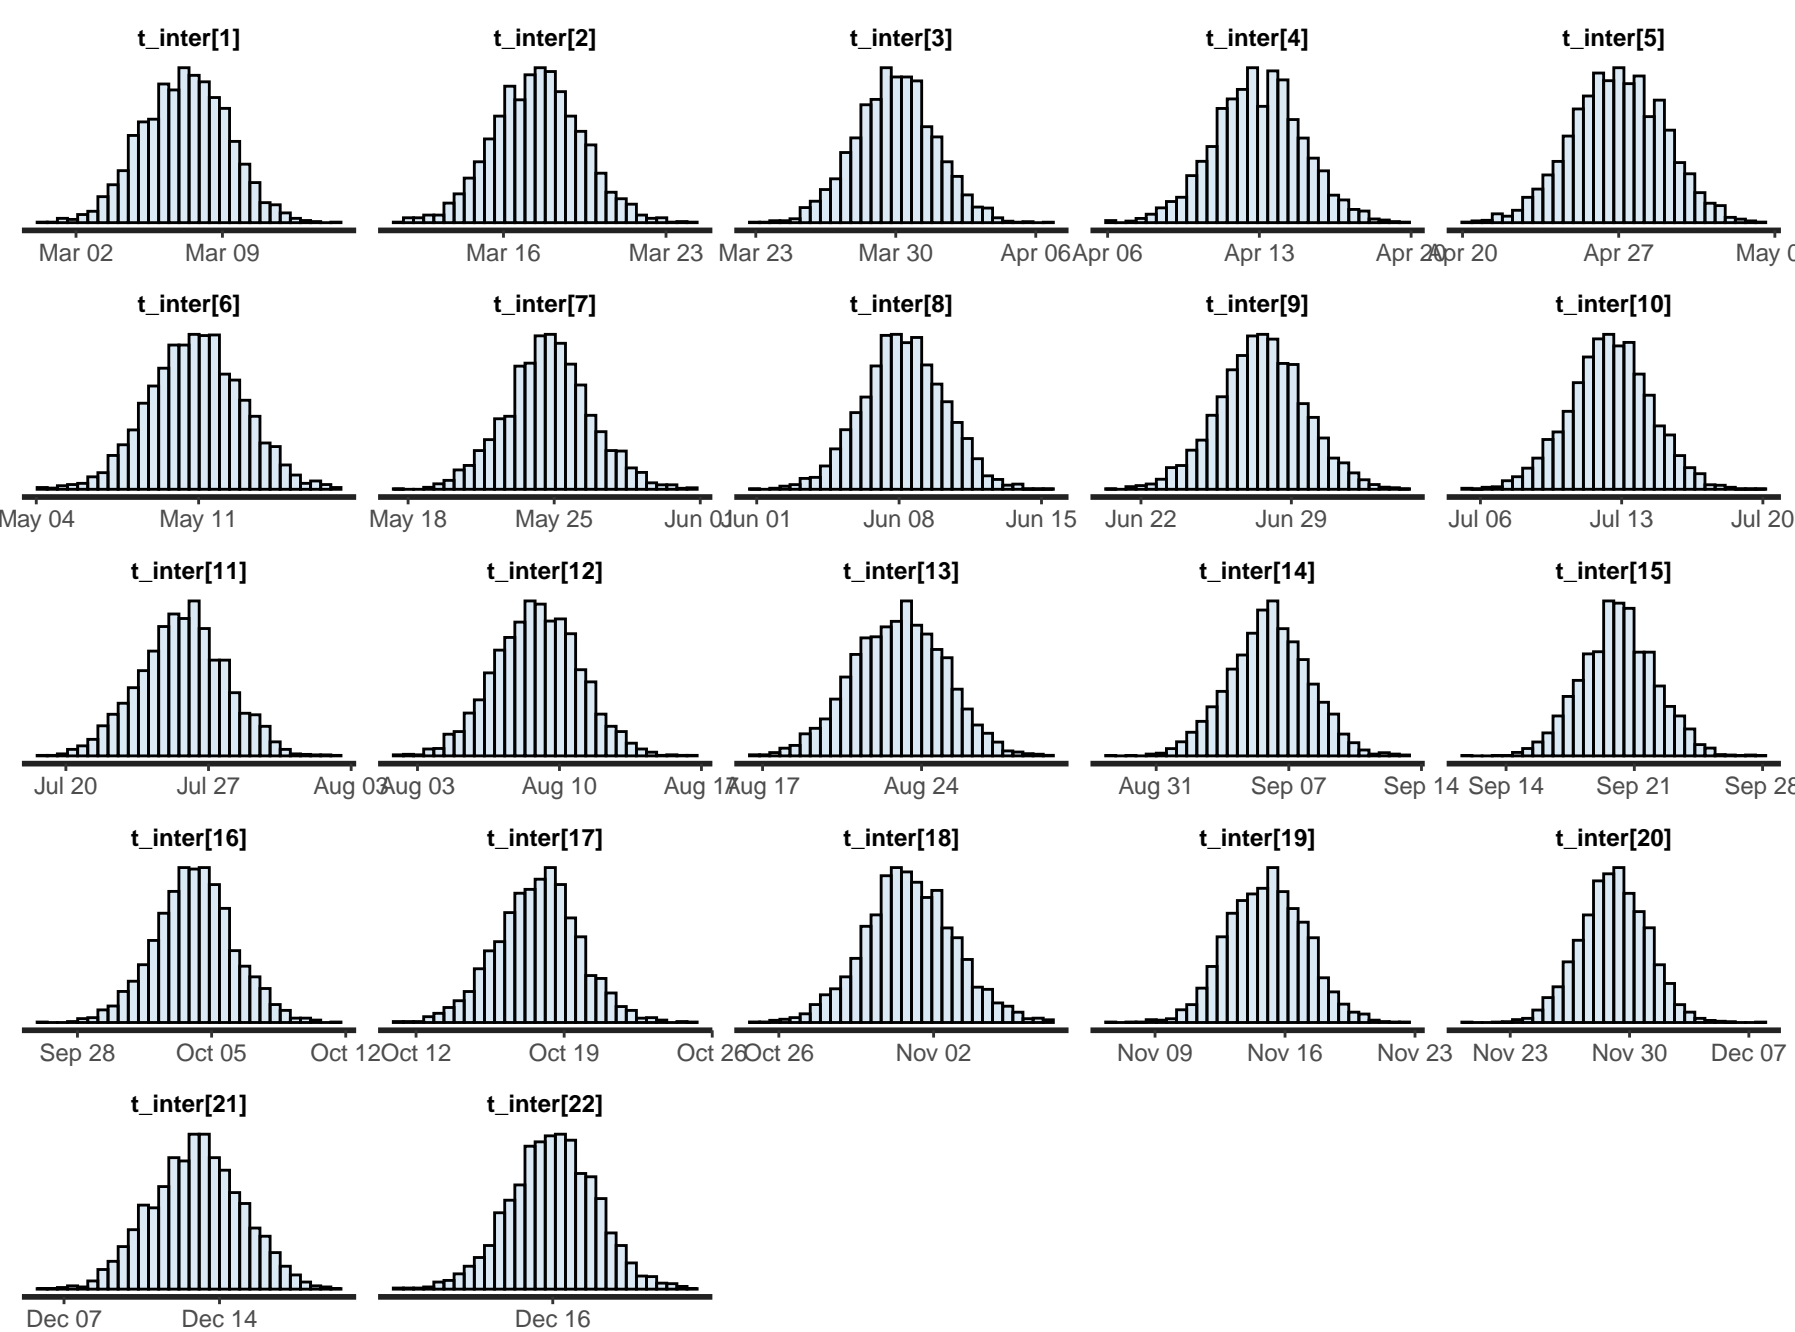 t_inter[1] t_inter[2] t_inter[3] t_inter[4] t_inter[5]
Mar 02 Mar 09 Mar 16 Mar 23 Mar 23 Mar 30 Apr 06 Apr 06 Apr 13 Apr 20 Apr 20 Apr 27 May 0
t_inter[6] t_inter[7] t_inter[8] t_inter[9] t_inter[10]
May 04 May 11 May 18 May 25 Jun 01 Jun 01 Jun 08 Jun 15 Jun 22 Jun 29 Jul 06 Jul 13 Jul 20
t_inter[11] t_inter[12] t_inter[13] t_inter[14] t_inter[15]
Jul 20 Jul 27 Aug 03 Aug 03 Aug 10 Aug 17 Aug 17 Aug 24 Aug 31 Sep 07 Sep 14 Sep 14 Sep 21 Sep 28
t_inter[16] t_inter[17] t_inter[18] t_inter[19] t_inter[20]
Sep 28 Oct 05 Oct 12 Oct 12 Oct 19 Oct 26 Oct 26 Nov 02 Nov 09 Nov 16 Nov 23 Nov 23 Nov 30 Dec 07
t_inter[21] t_inter[22]
Dec 07 Dec 14 Dec 16